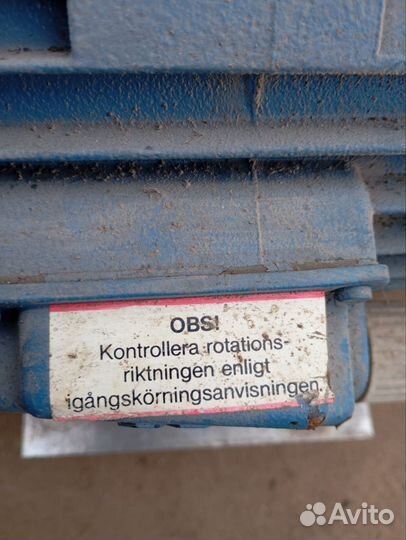 OBS!
Kontrollera rotations-
riktningen enligt
igångskörningsanvisningen.
Avito